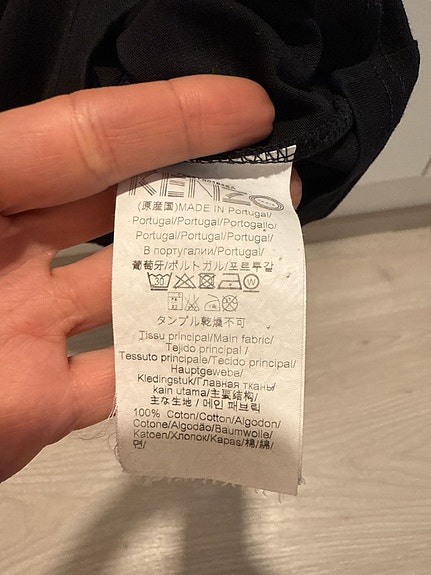 KENZO
(原産国)MADE IN Portugal/
Portugal/Portugal/Portogallo/
Portugal/Portugal/Portugal/
В португалии/Portugal/
葡萄牙/ポルトガル/포르투갈
30 W
タンブル乾燥不可
Tissu principal/Main fabric/
Tejido principal /
Tessuto principale/Tecido principal/
Hauptgewebe/
Kledingstuk/Главная ткань/
kain utama/主要结构/
主な生地 / 메인 패브릭
100% Coton/Cotton/Algodon/
Cotone/Algodão/Baumwolle/
Katoen/Хлопок/Kapas/棉/綿/
면/